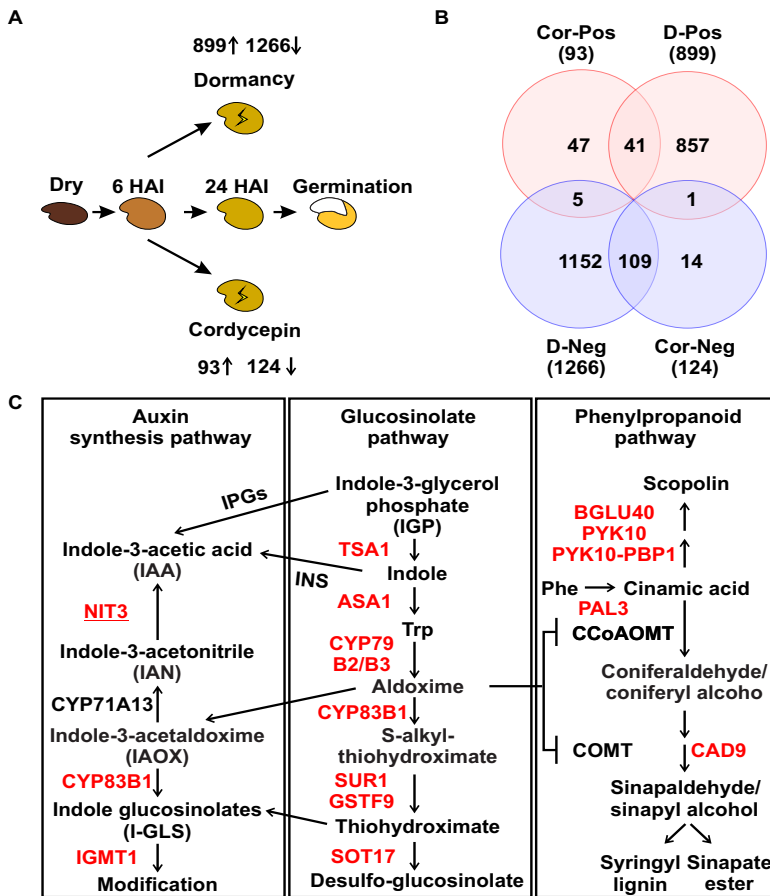 A
899↑ 1266↓
Dormancy
Dry
6 HAI
24 HAI
Germination
Cordycepin
93↑ 124↓
B
Cor-Pos
(93)
D-Pos
(899)
47
41
857
5
1
1152
109
14
D-Neg
(1266)
Cor-Neg
(124)
C
Auxin
synthesis pathway
IPGs
Indole-3-acetic acid
(IAA)
INS
NIT3
Indole-3-acetonitrile
(IAN)
CYP71A13
Indole-3-acetaldoxime
(IAOX)
CYP83B1
Indole glucosinolates
(I-GLS)
IGMT1
Modification
Glucosinolate
pathway
Indole-3-glycerol
phosphate
(IGP)
TSA1
Indole
ASA1
Trp
CYP79
B2/B3
Aldoxime
CYP83B1
S-alkyl-
thiohydroximate
SUR1
GSTF9
Thiohydroximate
SOT17
Desulfo-glucosinolate
Phenylpropanoid
pathway
Scopolin
BGLU40
PYK10
PYK10-PBP1
Phe
Cinamic acid
PAL3
CCoAOMT
Coniferaldehyde/
coniferyl alcoho
COMT
CAD9
Sinapaldehyde/
sinapyl alcohol
Syringyl
lignin
Sinapate
ester